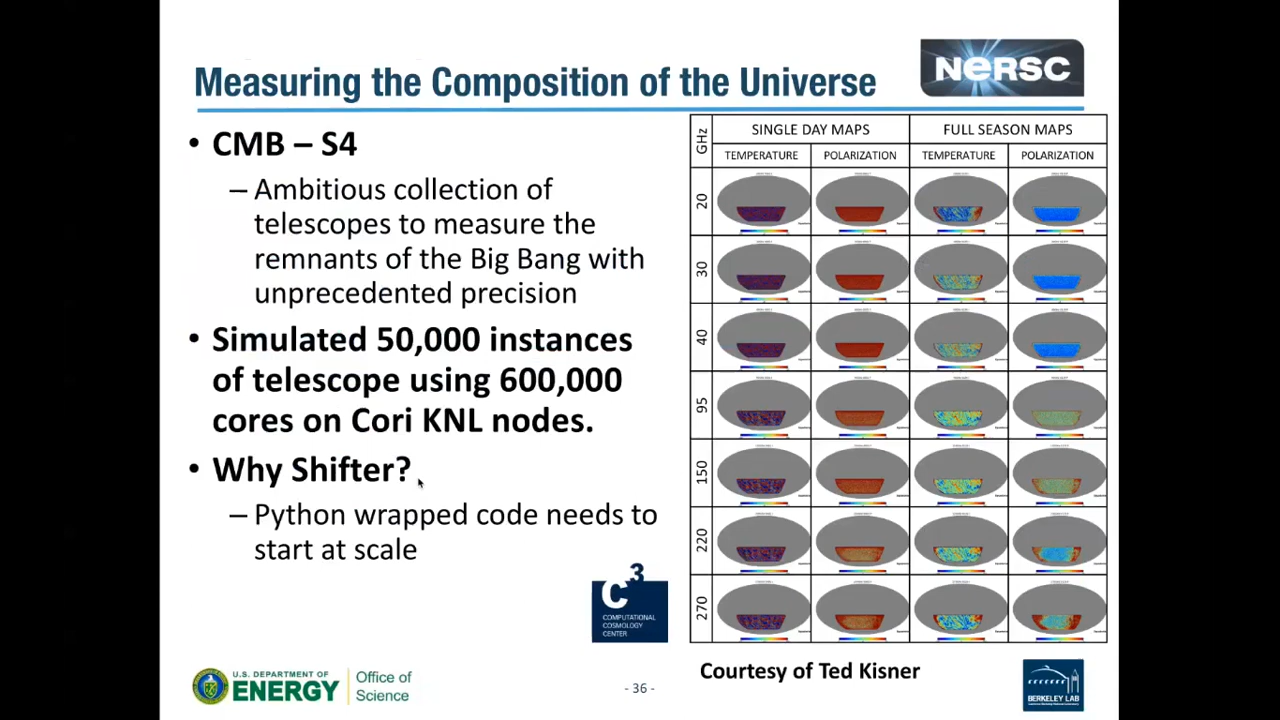 Measuring the Composition of the Universe
NERSC
• CMB – S4
– Ambitious collection of
telescopes to measure the
remnants of the Big Bang with
unprecedented precision
• Simulated 50,000 instances
of telescope using 600,000
cores on Cori KNL nodes.
• Why Shifter?
– Python wrapped code needs to
start at scale
GHz
SINGLE DAY MAPS
FULL SEASON MAPS
TEMPERATURE
POLARIZATION
TEMPERATURE
POLARIZATION
20
30
40
95
150
220
270
C3
COMPUTATIONAL
COSMOLOGY
CENTER
Courtesy of Ted Kisner
U.S. DEPARTMENT OF
ENERGY
Office of
Science
- 36 -
BERKELEY LAB